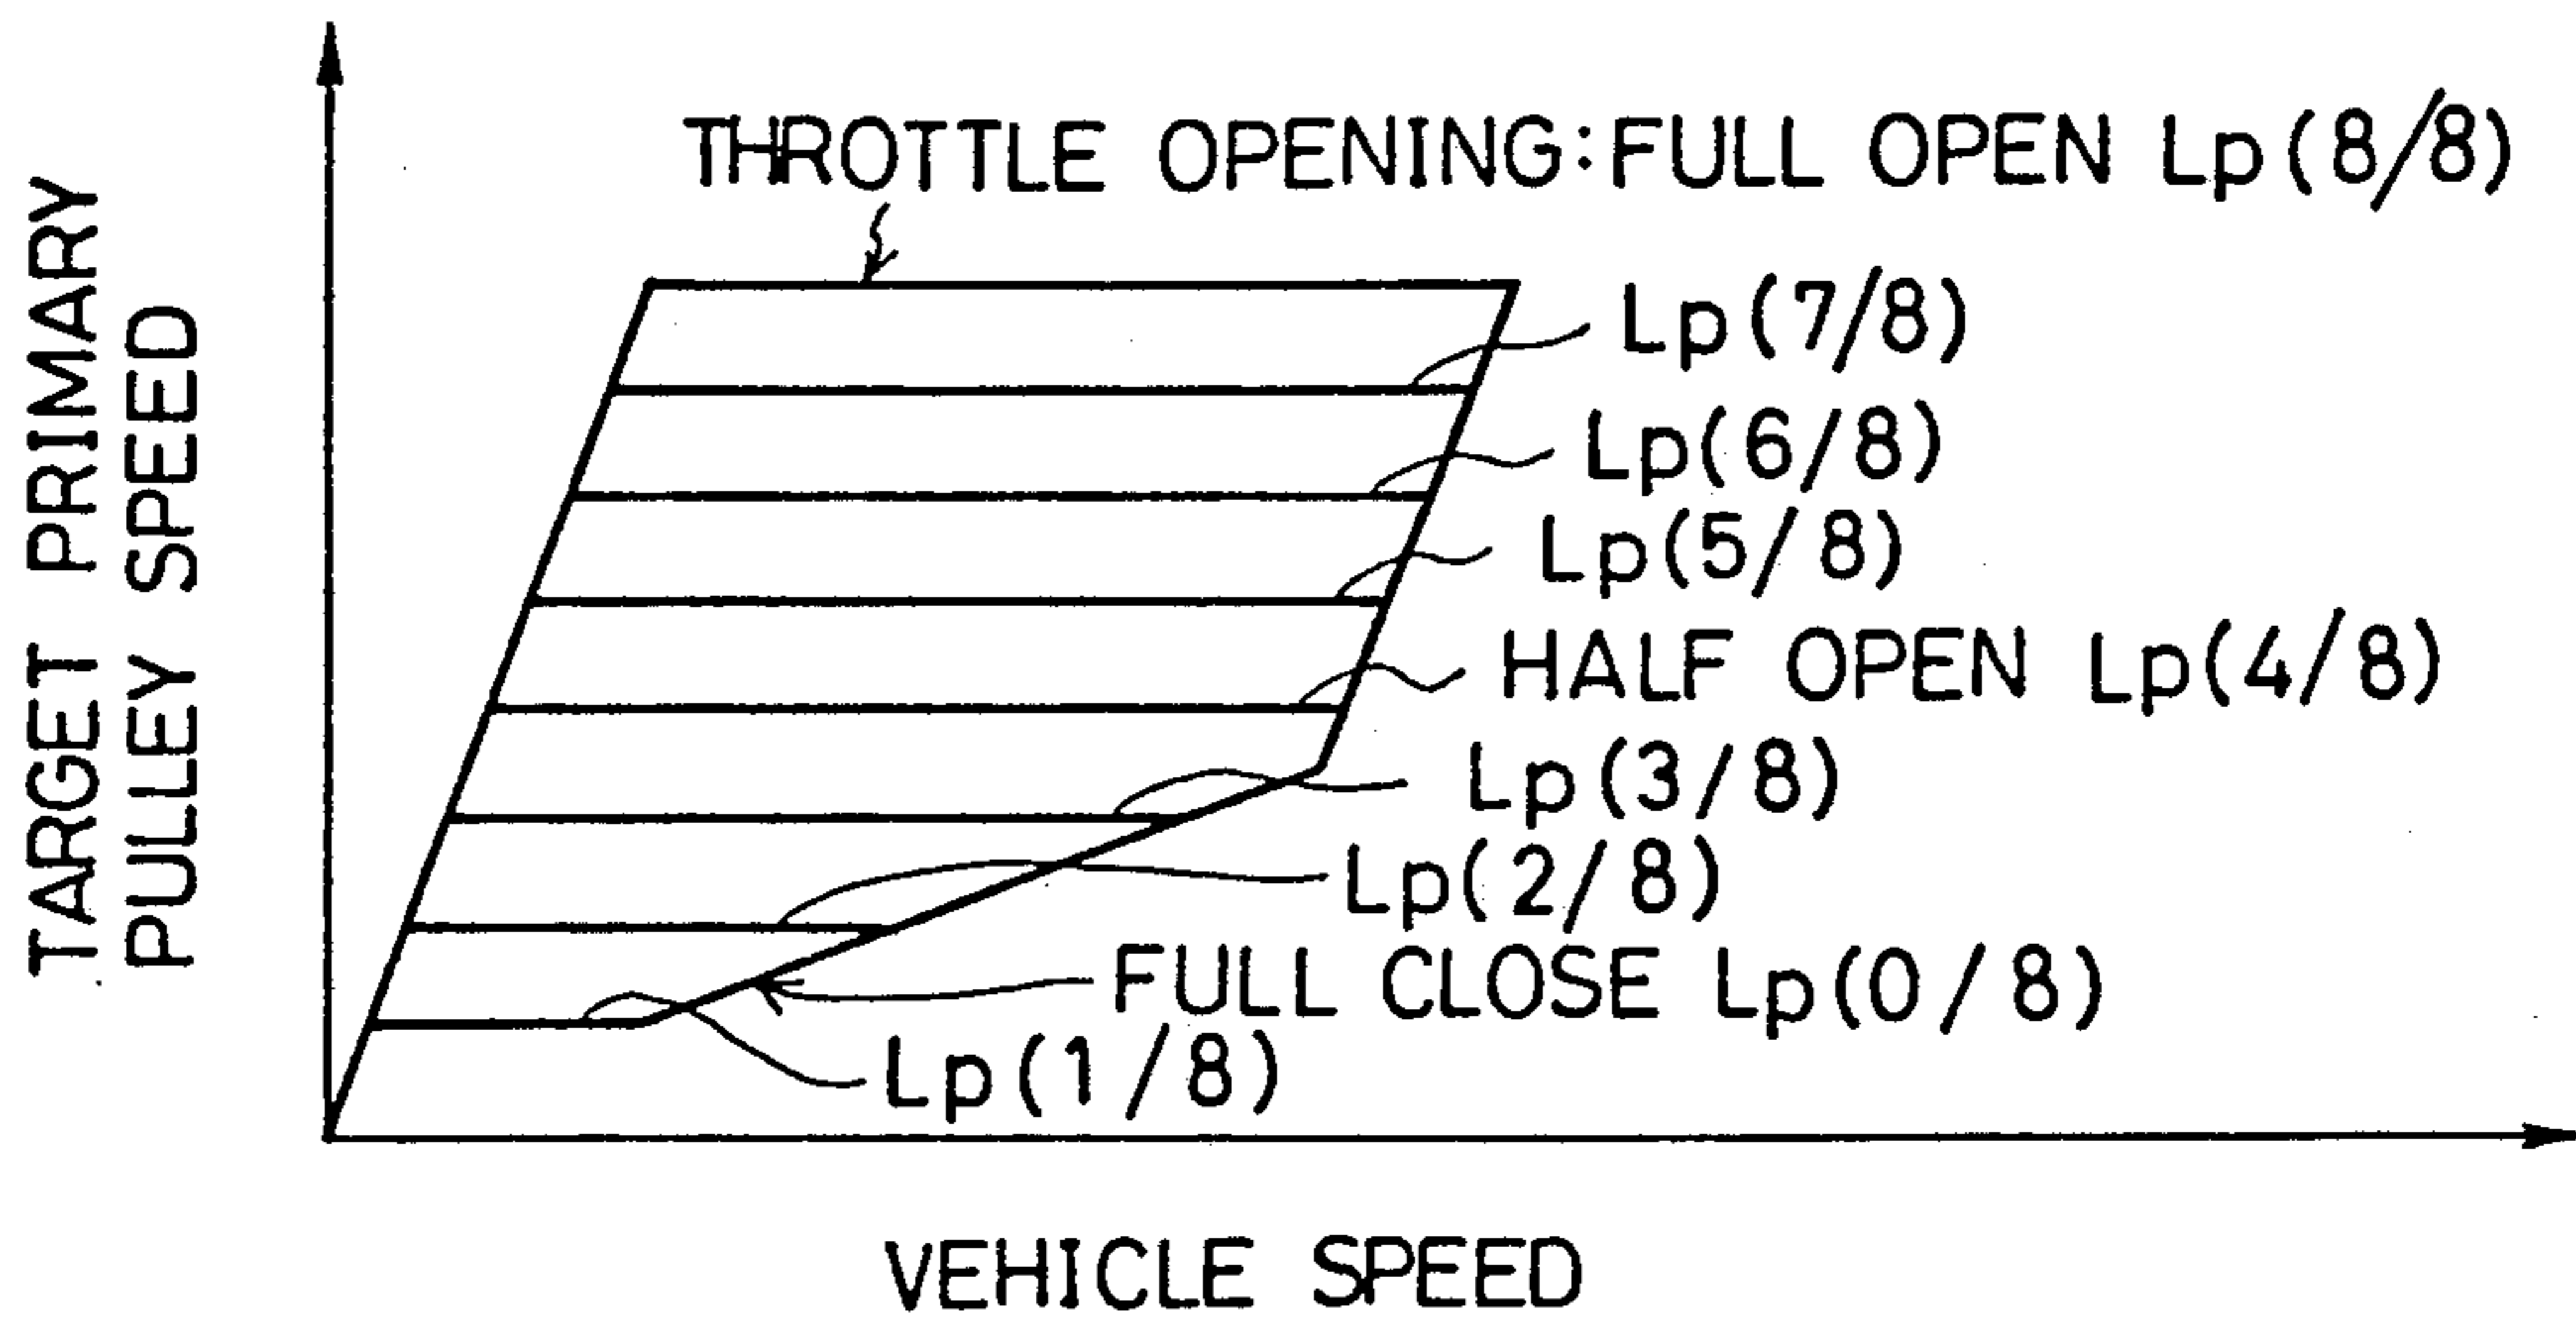 TARGET PRIMARY
PULLEY SPEED
THROTTLE OPENING:FULL OPEN Lp(8/8)
Lp(7/8)
Lp(6/8)
Lp(5/8)
HALF OPEN Lp(4/8)
Lp(3/8)
Lp(2/8)
FULL CLOSE Lp(0/8)
Lp(1/8)
VEHICLE SPEED